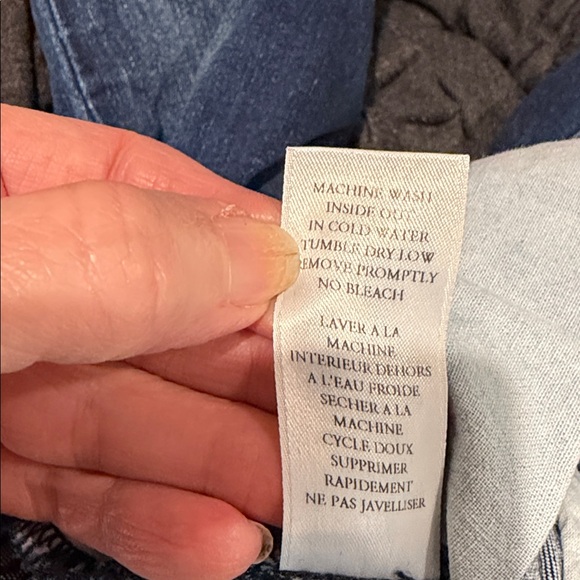 MACHINE WASH
INSIDE OUT
IN COLD WATER
TUMBLE DRY LOW
REMOVE PROMPTLY
NO BLEACH
LAVER A LA
MACHINE
INTERIEUR DEHORS
A L'EAU FROIDE
SECHER A LA
MACHINE
CYCLE DOUX
SUPPRIMER
RAPIDEMENT
NE PAS JAVELLISER